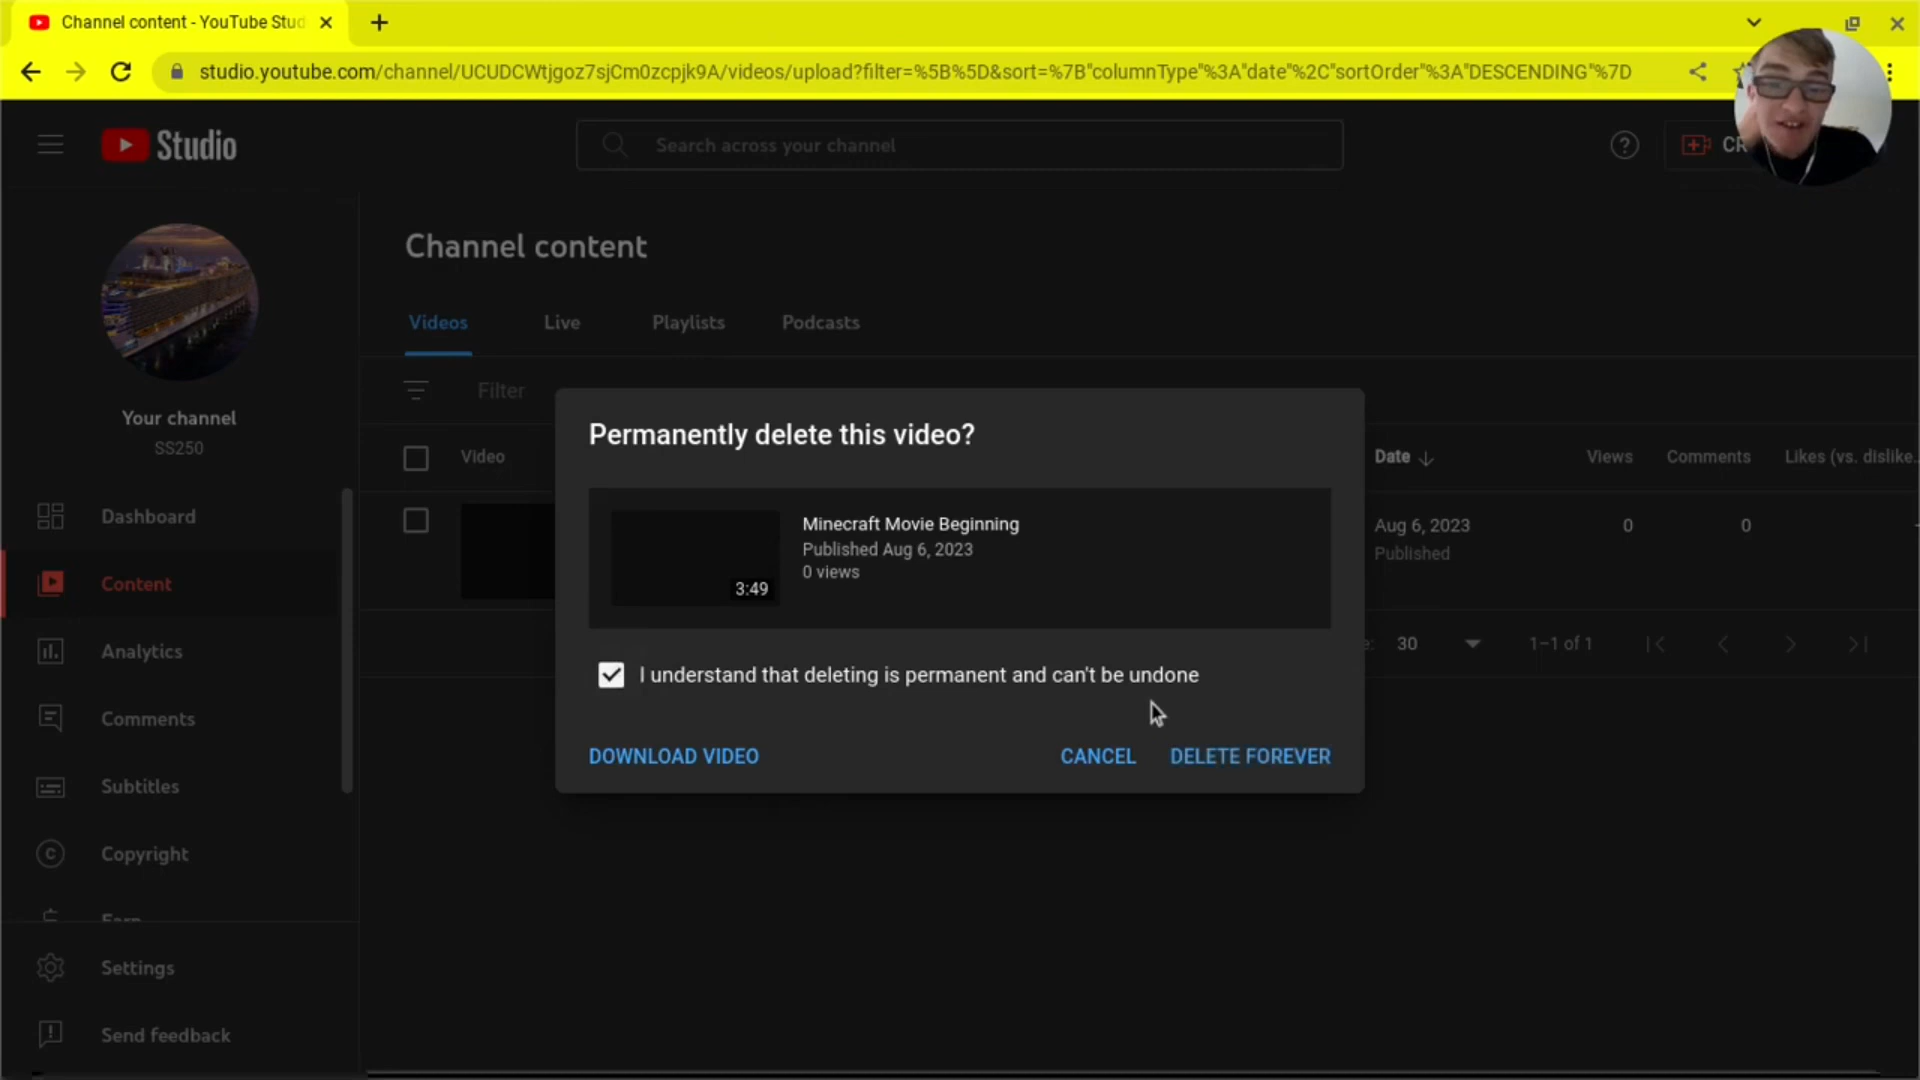 Channel content - YouTube Stud
studio.youtube.com/channel/UCUDCWtjgoz7sjCm0zcpjk9A/videos/upload?filter=%5B%5D&sort=%7B"columnType"%3A"date"%2C"sortOrder"%3A"DESCENDING"%7D
Studio
Search across your channel
CR
Your channel
SS250
Dashboard
Content
Analytics
Comments
Subtitles
Copyright
Earn
Settings
Send feedback
Channel content
Videos Live Playlists Podcasts
Filter
Video Date Views Comments Likes (vs. dislike...
Aug 6, 2023 0 0
Published
30 1–1 of 1
Permanently delete this video?
3:49
Minecraft Movie Beginning
Published Aug 6, 2023
0 views
I understand that deleting is permanent and can't be undone
DOWNLOAD VIDEO CANCEL DELETE FOREVER